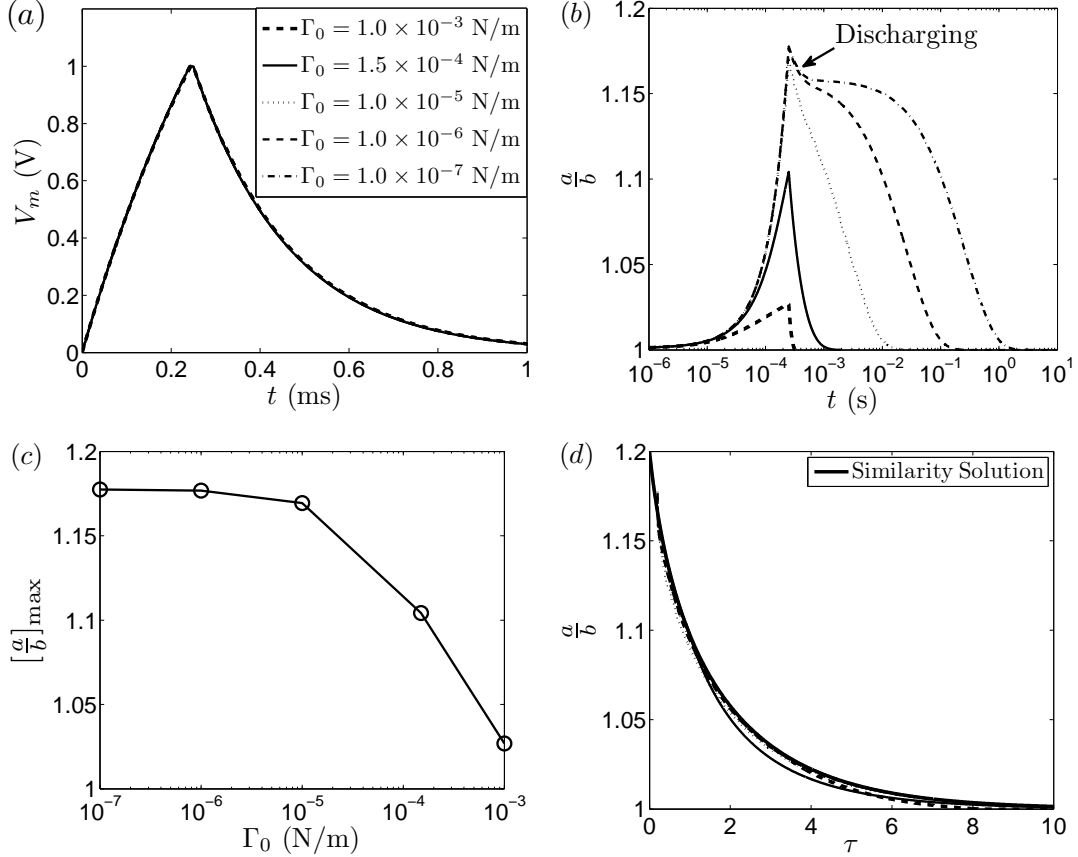 (a)
Γ0 = 1.0 × 10−3 N/m
Γ0 = 1.5 × 10−4 N/m
Γ0 = 1.0 × 10−5 N/m
Γ0 = 1.0 × 10−6 N/m
Γ0 = 1.0 × 10−7 N/m
1
0.8
0.6
0.4
0.2
0
Vm (V)
0 0.2 0.4 0.6 0.8 1
t (ms)
(b)
Discharging
1.2
1.15
1.1
1.05
1
a/b
10−6 10−5 10−4 10−3 10−2 10−1 100 101
t (s)
(c)
1.2
1.15
1.1
1.05
1
[a/b]max
10−7 10−6 10−5 10−4 10−3
Γ0 (N/m)
(d)
Similarity Solution
1.2
1.15
1.1
1.05
1
a/b
0 2 4 6 8 10
τ